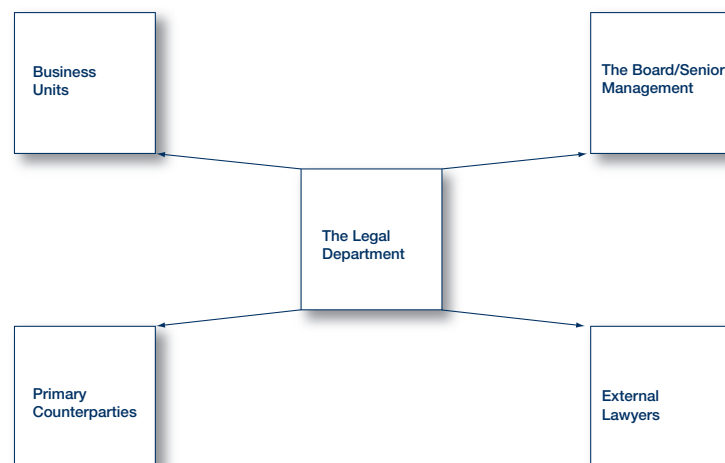 Business
Units
The Board/Senior
Management
The Legal
Department
Primary
Counterparties
External
Lawyers